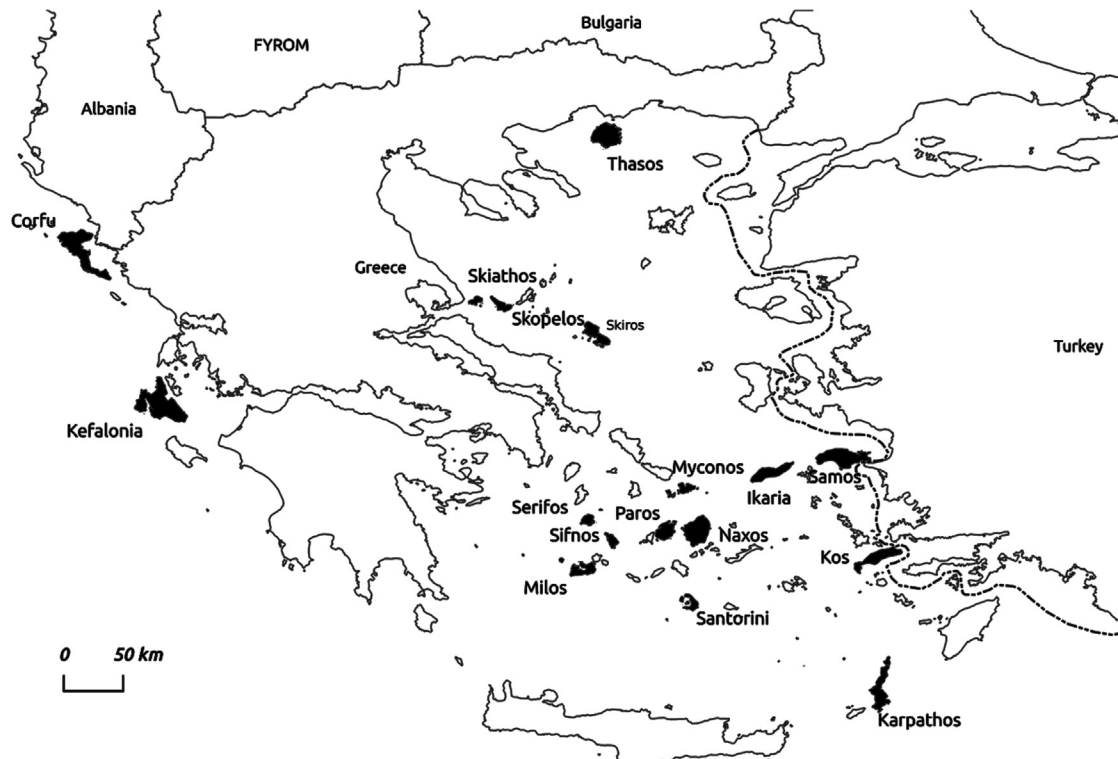 Bulgaria
FYROM
Albania
Thasos
Corfu
Greece
Skiathos
Skopelos
Skiros
Turkey
Kefalonia
Myconos
Samos
Ikaria
Serifos
Paros
Sifnos
Naxos
Kos
Milos
Santorini
0 50 km
Karpathos